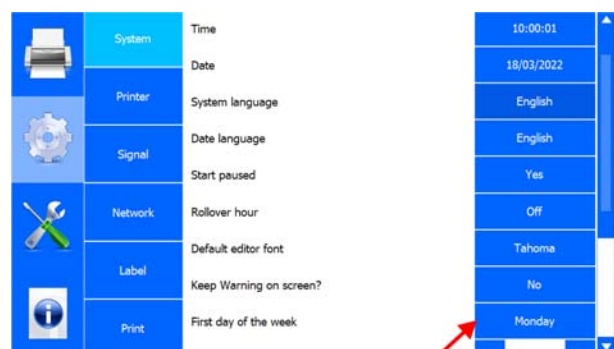 System
Printer
Signal
Network
Label
Print
Time 10:00:01
Date 18/03/2022
System language English
Date language English
Start paused Yes
Rollover hour Off
Default editor font Tahoma
Keep Warning on screen? No
First day of the week Monday